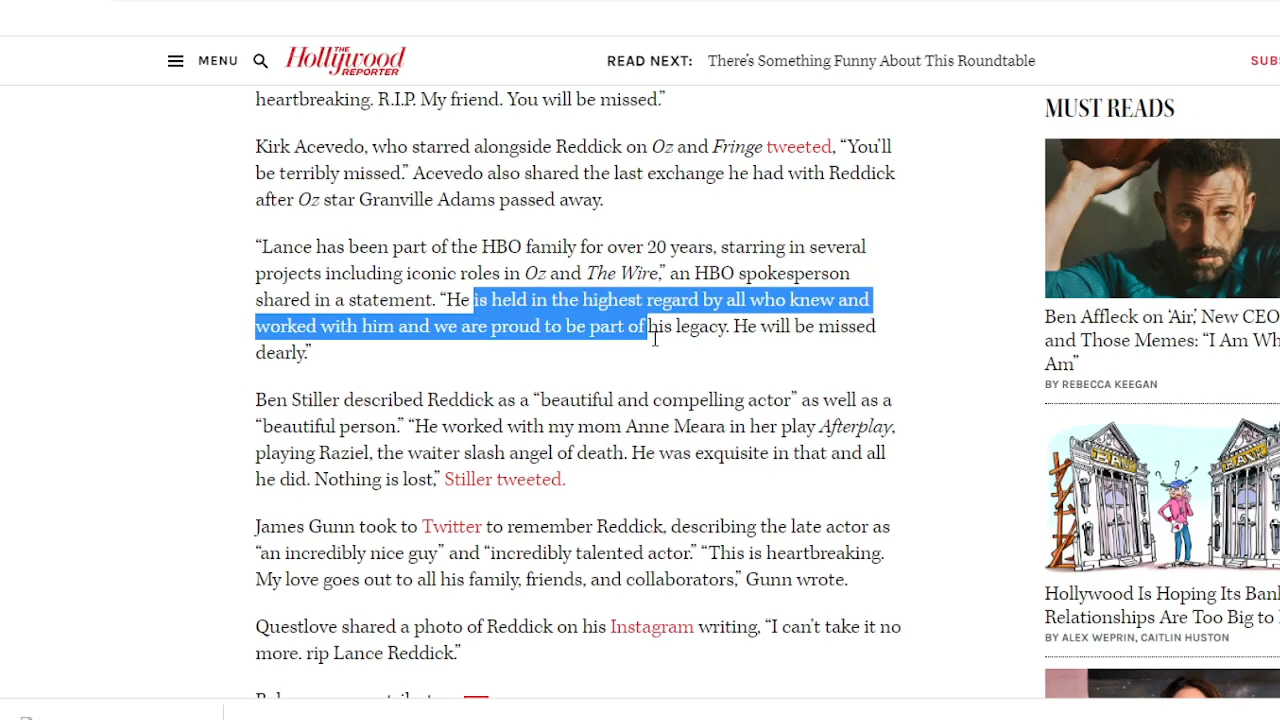 MENU
THE
Hollywood
REPORTER
READ NEXT: There's Something Funny About This Roundtable
SUB
heartbreaking. R.I.P. My friend. You will be missed.”
Kirk Acevedo, who starred alongside Reddick on Oz and Fringe tweeted, “You’ll
be terribly missed.” Acevedo also shared the last exchange he had with Reddick
after Oz star Granville Adams passed away.
“Lance has been part of the HBO family for over 20 years, starring in several
projects including iconic roles in Oz and The Wire,” an HBO spokesperson
shared in a statement. “He is held in the highest regard by all who knew and
worked with him and we are proud to be part of his legacy. He will be missed
dearly.”
Ben Stiller described Reddick as a “beautiful and compelling actor” as well as a
“beautiful person.” “He worked with my mom Anne Meara in her play Afterplay,
playing Raziel, the waiter slash angel of death. He was exquisite in that and all
he did. Nothing is lost,” Stiller tweeted.
James Gunn took to Twitter to remember Reddick, describing the late actor as
“an incredibly nice guy” and “incredibly talented actor.” “This is heartbreaking.
My love goes out to all his family, friends, and collaborators,” Gunn wrote.
Questlove shared a photo of Reddick on his Instagram writing, “I can’t take it no
more. rip Lance Reddick.”
MUST READS
Ben Affleck on ‘Air,’ New CEO
and Those Memes: “I Am Wh
Am”
BY REBECCA KEEGAN
BANK
BANK
Hollywood Is Hoping Its Ban
Relationships Are Too Big to
BY ALEX WEPRIN, CAITLIN HUSTON